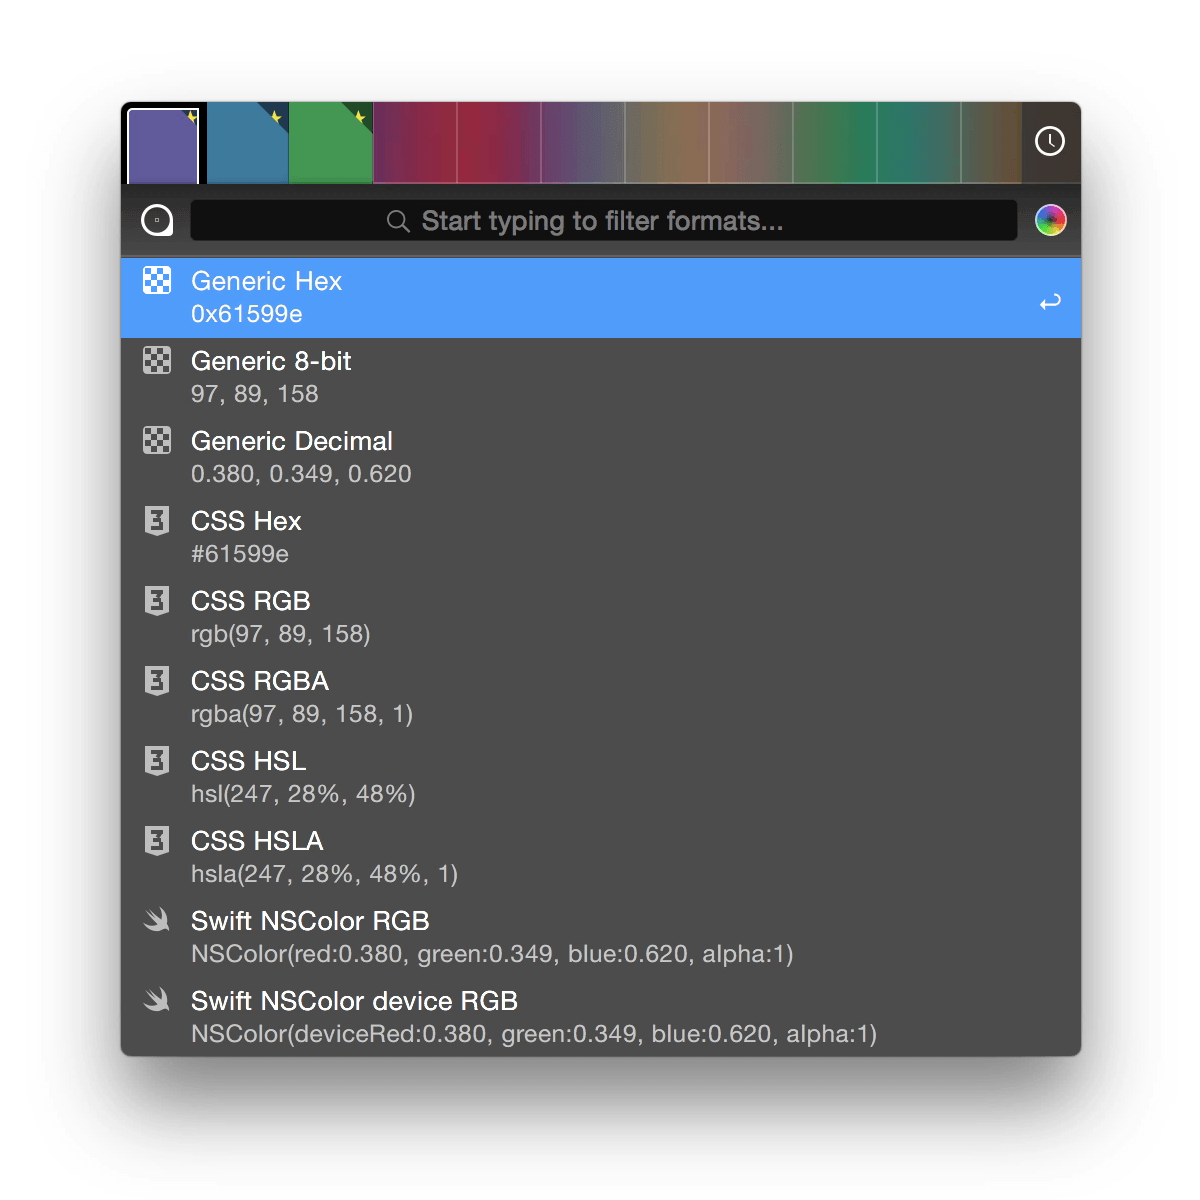 Start typing to filter formats...
Generic Hex
0x61599e
Generic 8-bit
97, 89, 158
Generic Decimal
0.380, 0.349, 0.620
CSS Hex
#61599e
CSS RGB
rgb(97, 89, 158)
CSS RGBA
rgba(97, 89, 158, 1)
CSS HSL
hsl(247, 28%, 48%)
CSS HSLA
hsla(247, 28%, 48%, 1)
Swift NSColor RGB
NSColor(red:0.380, green:0.349, blue:0.620, alpha:1)
Swift NSColor device RGB
NSColor(deviceRed:0.380, green:0.349, blue:0.620, alpha:1)